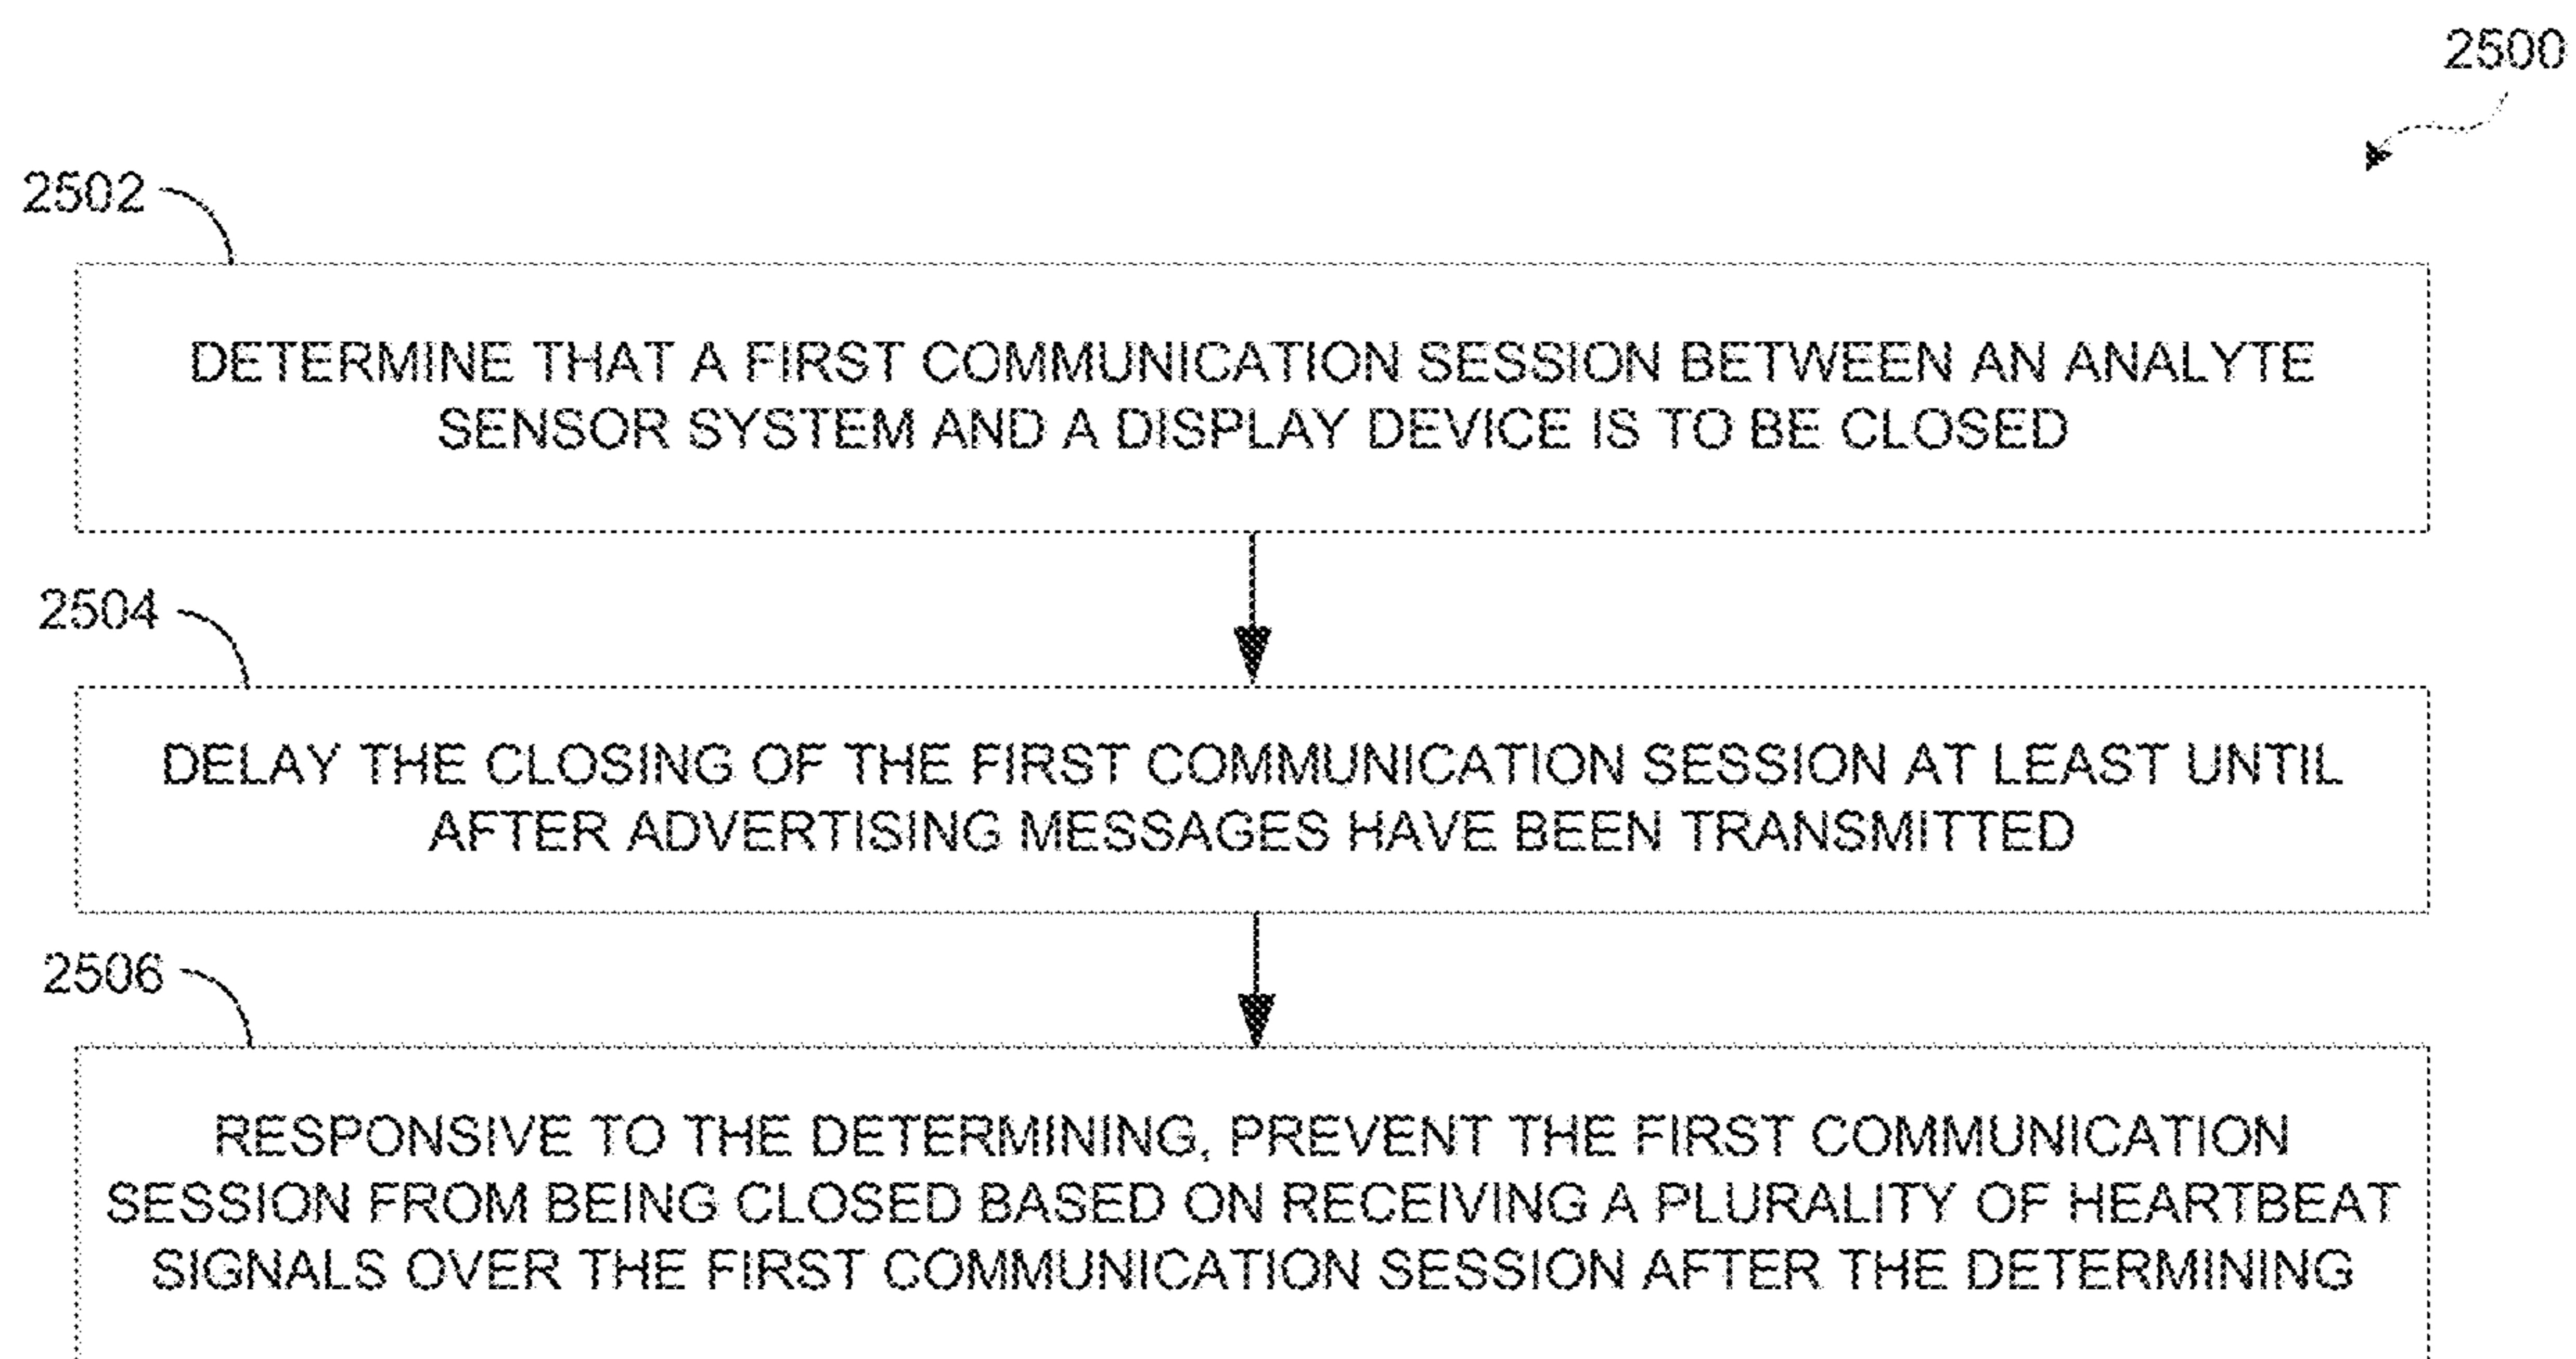 2500
2502
DETERMINE THAT A FIRST COMMUNICATION SESSION BETWEEN AN ANALYTE
SENSOR SYSTEM AND A DISPLAY DEVICE IS TO BE CLOSED
2504
DELAY THE CLOSING OF THE FIRST COMMUNICATION SESSION AT LEAST UNTIL
AFTER ADVERTISING MESSAGES HAVE BEEN TRANSMITTED
2506
RESPONSIVE TO THE DETERMINING, PREVENT THE FIRST COMMUNICATION
SESSION FROM BEING CLOSED BASED ON RECEIVING A PLURALITY OF HEARTBEAT
SIGNALS OVER THE FIRST COMMUNICATION SESSION AFTER THE DETERMINING